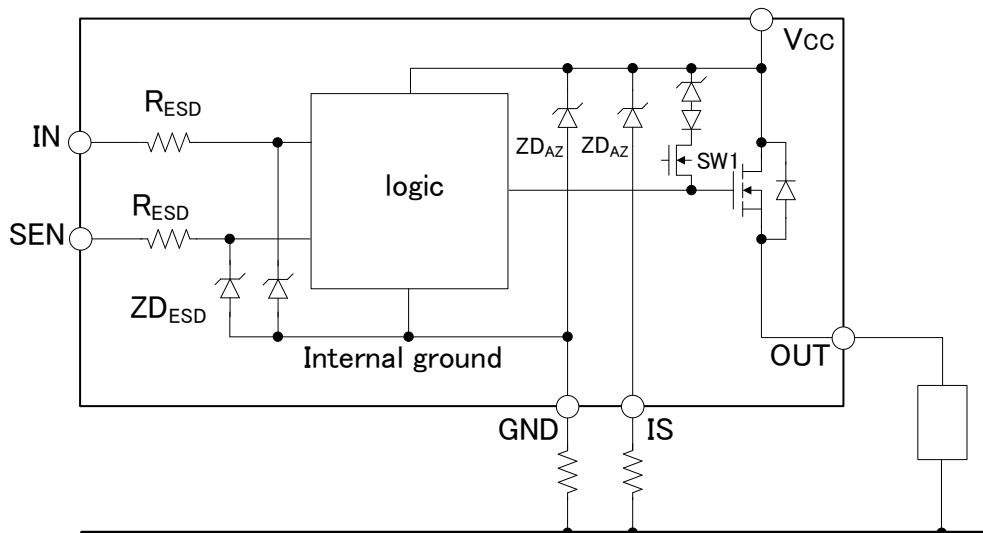 VCC
RESD
IN
ZDAZ
ZDAZ
SW1
logic
RESD
SEN
ZDESD
Internal ground
OUT
GND
IS